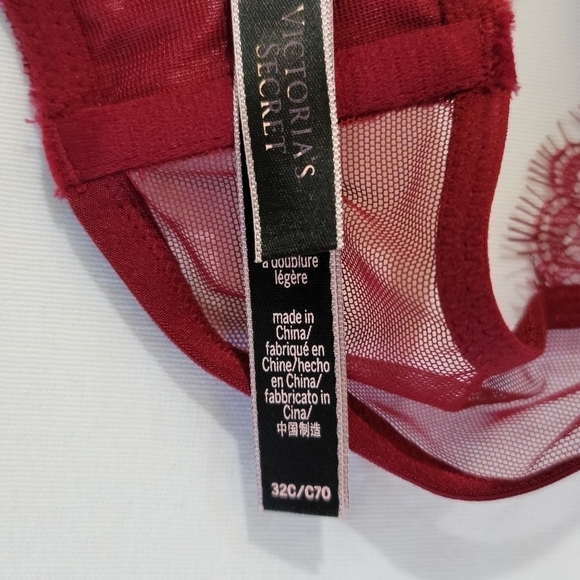 VICTORIA'S
SECRET
à doublure
légère
made in
China/
fabriqué en
Chine/hecho
en China/
fabbricato in
Cina/
中国制造
32C/C70